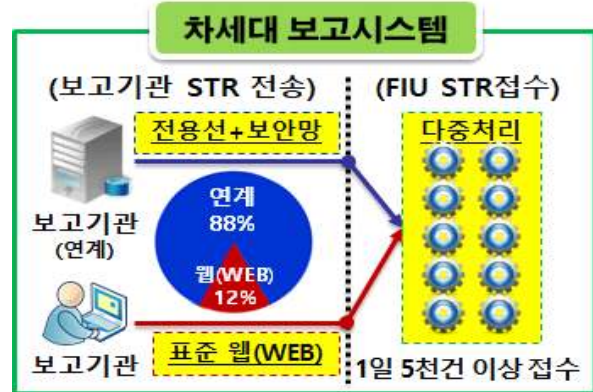 차세대 보고시스템
(보고기관 STR 전송)
(FIU STR접수)
전용선+보안망
다중처리
보고기관
(연계)
연계
88%
웹(WEB)
12%
보고기관
표준 웹(WEB)
1일 5천건 이상 접수